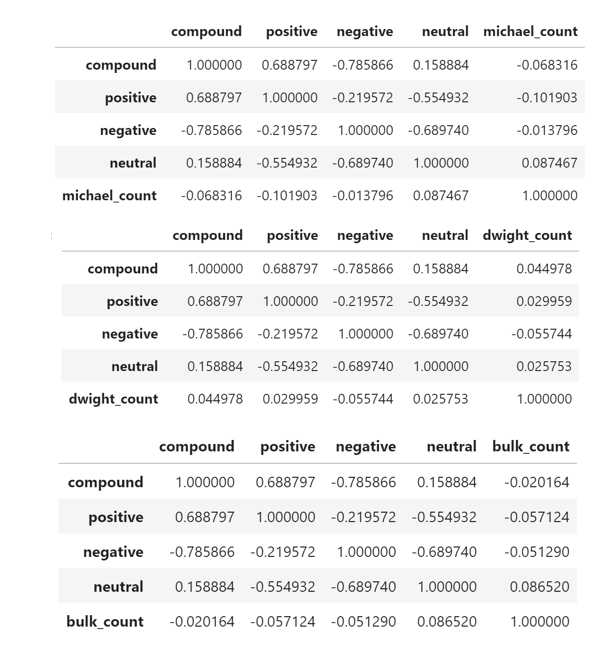 compound positive negative neutral michael_count
compound 1.000000 0.688797 -0.785866 0.158884 -0.068316
positive 0.688797 1.000000 -0.219572 -0.554932 -0.101903
negative -0.785866 -0.219572 1.000000 -0.689740 -0.013796
neutral 0.158884 -0.554932 -0.689740 1.000000 0.087467
michael_count -0.068316 -0.101903 -0.013796 0.087467 1.000000
compound positive negative neutral dwight_count
compound 1.000000 0.688797 -0.785866 0.158884 0.044978
positive 0.688797 1.000000 -0.219572 -0.554932 0.029959
negative -0.785866 -0.219572 1.000000 -0.689740 -0.055744
neutral 0.158884 -0.554932 -0.689740 1.000000 0.025753
dwight_count 0.044978 0.029959 -0.055744 0.025753 1.000000
compound positive negative neutral bulk_count
compound 1.000000 0.688797 -0.785866 0.158884 -0.020164
positive 0.688797 1.000000 -0.219572 -0.554932 -0.057124
negative -0.785866 -0.219572 1.000000 -0.689740 -0.051290
neutral 0.158884 -0.554932 -0.689740 1.000000 0.086520
bulk_count -0.020164 -0.057124 -0.051290 0.086520 1.000000